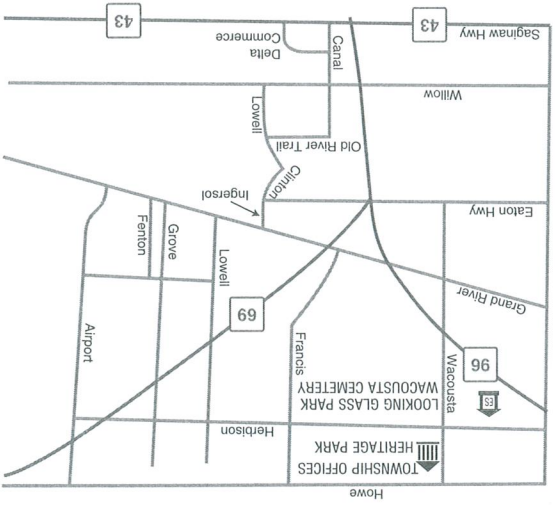 Howe
TOWNSHIP OFFICES
HERITAGE PARK
Herbison
ES
LOOKING GLASS PARK
WACOUSTA CEMETERY
Wacousta
96
Francis
Airport
69
Grand River
Lowell
Grove
Fenton
Eaton Hwy
Ingersol
Clinton
Old River Trail
Lowell
Willow
Canal
Delta
Commerce
Saginaw Hwy
43
43